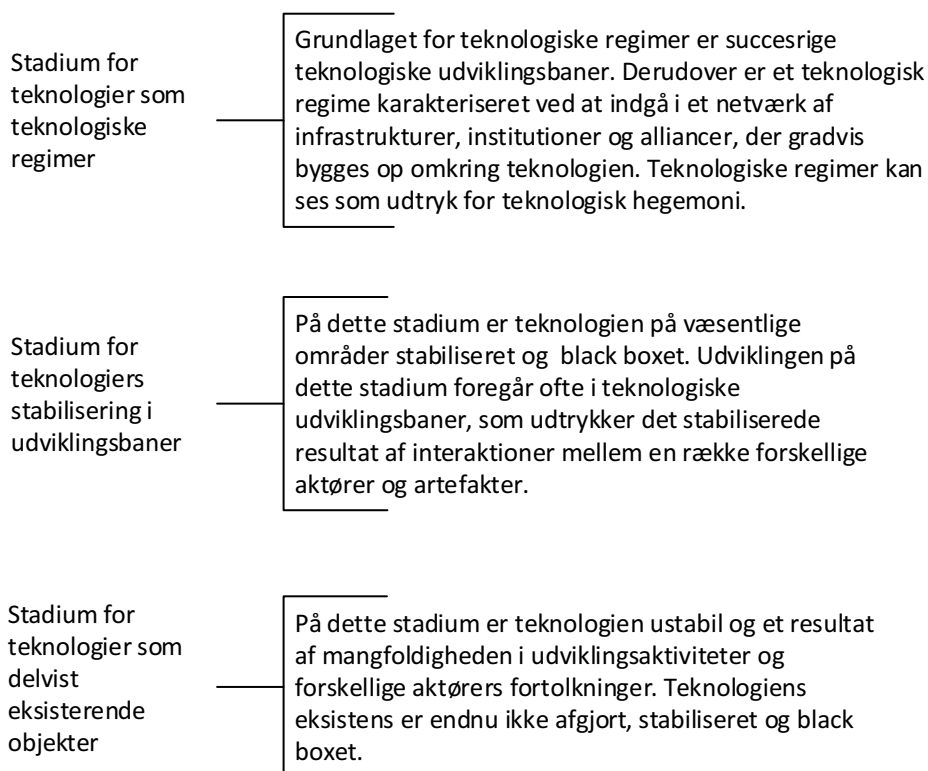 Stadium for
teknologier som
teknologiske
regimer
Grundlaget for teknologiske regimer er succesrige
teknologiske udviklingsbaner. Derudover er et teknologisk
regime karakteriseret ved at indgå i et netværk af
infrastrukturer, institutioner og alliancer, der gradvis
bygges op omkring teknologien. Teknologiske regimer kan
ses som udtryk for teknologisk hegemoni.
Stadium for
teknologiers
stabilisering i
udviklingsbaner
På dette stadium er teknologien på væsentlige
områder stabiliseret og black boxet. Udviklingen på
dette stadium foregår ofte i teknologiske
udviklingsbaner, som udtrykker det stabiliserede
resultat af interaktioner mellem en række forskellige
aktører og artefakter.
Stadium for
teknologier som
delvist
eksisterende
objekter
På dette stadium er teknologien ustabil og et resultat
af mangfoldigheden i udviklingsaktiviteter og
forskellige aktørers fortolkninger. Teknologiens
eksistens er endnu ikke afgjort, stabiliseret og black
boxet.